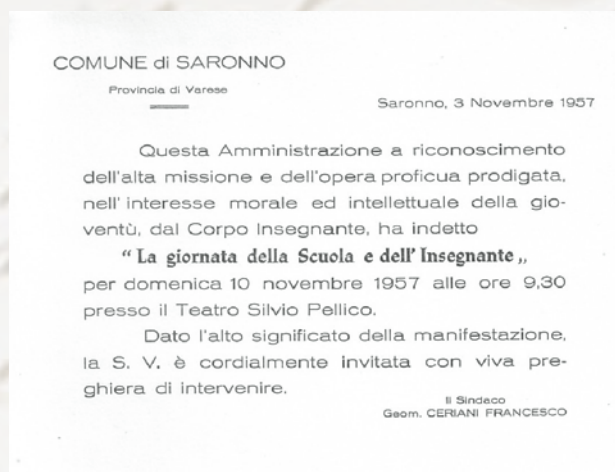 COMUNE di SARONNO
Provincia di Varese
Saronno, 3 Novembre 1957
Questa Amministrazione a riconoscimento
dell'alta missione e dell'opera proficua prodigata,
nell' interesse morale ed intellettuale della gio-
ventù, dal Corpo Insegnante, ha indetto
“ La giornata della Scuola e dell' Insegnante „
per domenica 10 novembre 1957 alle ore 9,30
presso il Teatro Silvio Pellico.
Dato l'alto significato della manifestazione,
la S. V. è cordialmente invitata con viva pre-
ghiera di intervenire.
Il Sindaco
Geom. CERIANI FRANCESCO